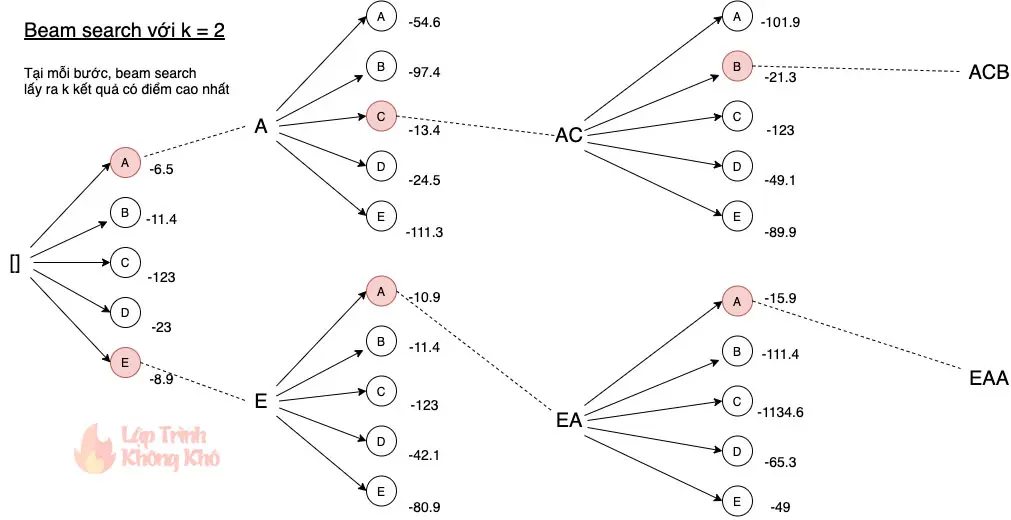 Beam search với k = 2
Tại mỗi bước, beam search
lấy ra k kết quả có điểm cao nhất
[]
A
-6.5
B
-11.4
C
-123
D
-23
E
-8.9
A
A
-54.6
B
-97.4
C
-13.4
D
-24.5
E
-111.3
E
A
-10.9
B
-11.4
C
-123
D
-42.1
E
-80.9
AC
A
-101.9
B
-21.3
C
-123
D
-49.1
E
-89.9
EA
A
-15.9
B
-111.4
C
-1134.6
D
-65.3
E
-49
ACB
EAA
Lập Trình
Không Khó